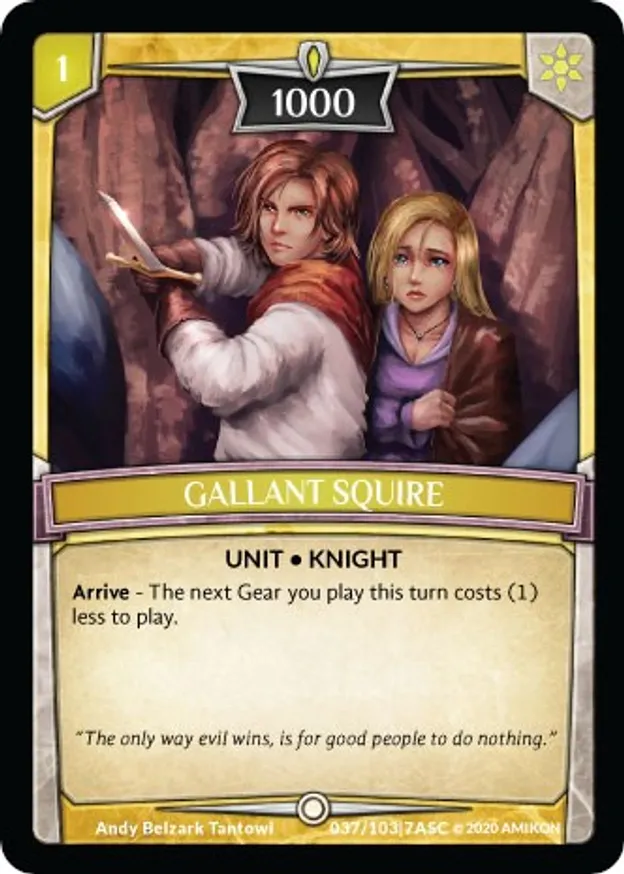 1
1000
GALLANT SQUIRE
UNIT • KNIGHT
Arrive - The next Gear you play this turn costs (1)
less to play.
“The only way evil wins, is for good people to do nothing.”
Andy Belzark Tantowi 037/103|7ASC © 2020 AMIKON